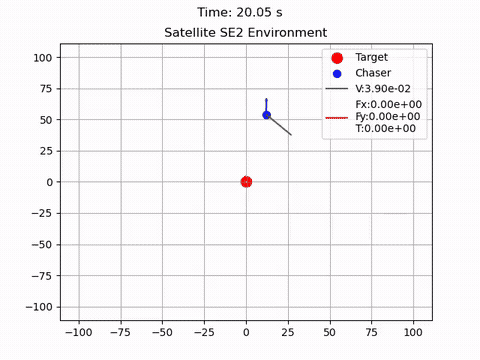 Time: 20.05 s
Satellite SE2 Environment
Target
Chaser
V:3.90e-02
Fx:0.00e+00
Fy:0.00e+00
T:0.00e+00
100
75
50
25
0
−25
−50
−75
−100
−100 −75 −50 −25 0 25 50 75 100